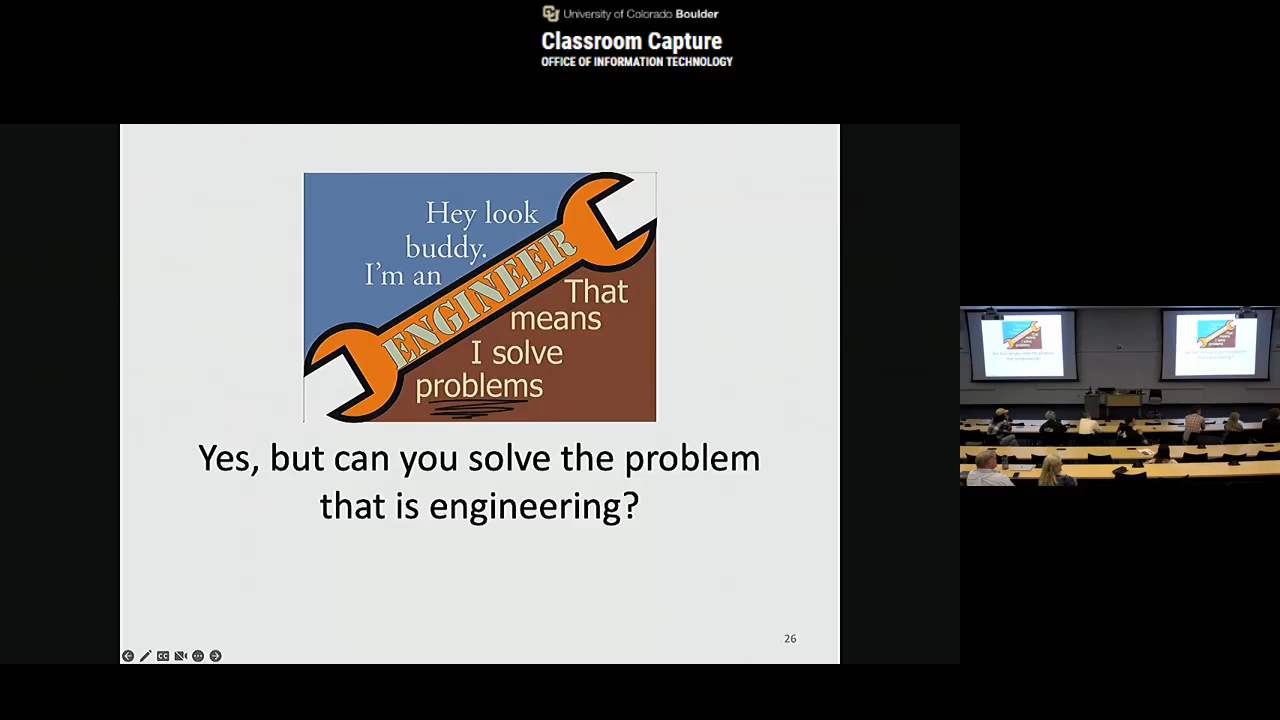 University of Colorado Boulder
Classroom Capture
OFFICE OF INFORMATION TECHNOLOGY
Hey look
buddy.
I'm an
ENGINEER
That
means
I solve
problems
Yes, but can you solve the problem
that is engineering?
26